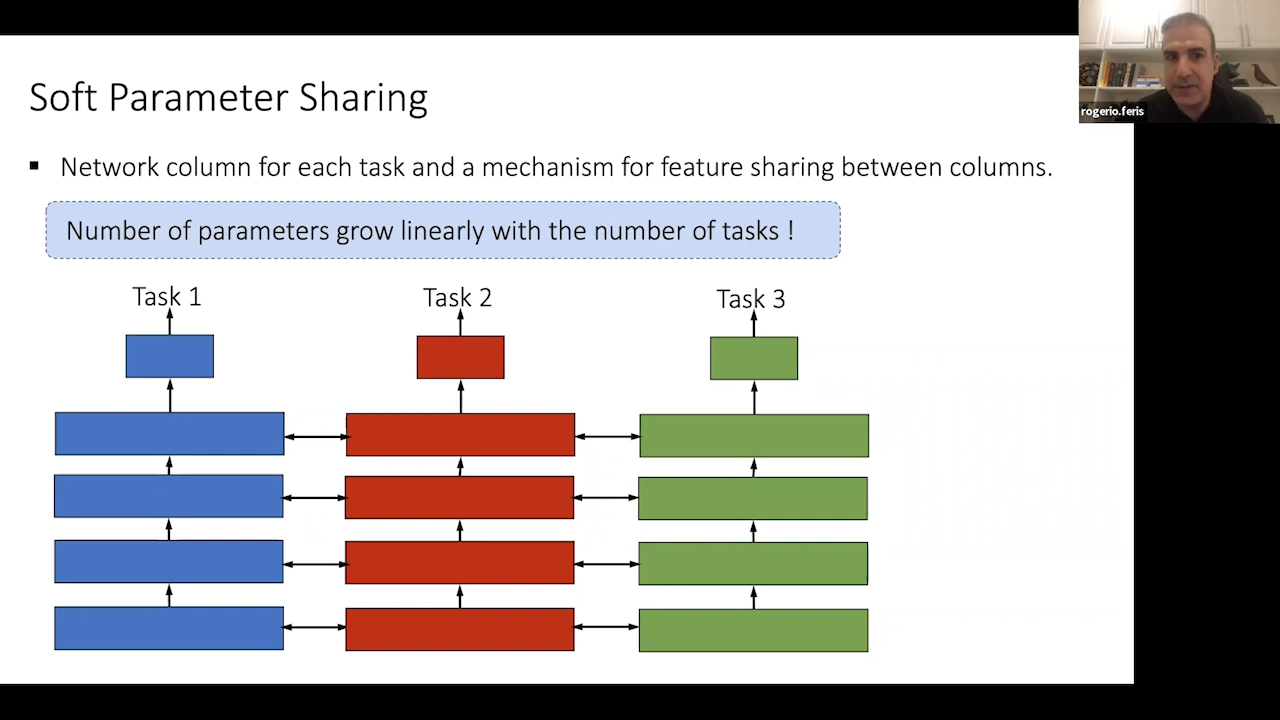 Soft Parameter Sharing
rogerio.feris
▪ Network column for each task and a mechanism for feature sharing between columns.
Number of parameters grow linearly with the number of tasks !
Task 1 Task 2 Task 3